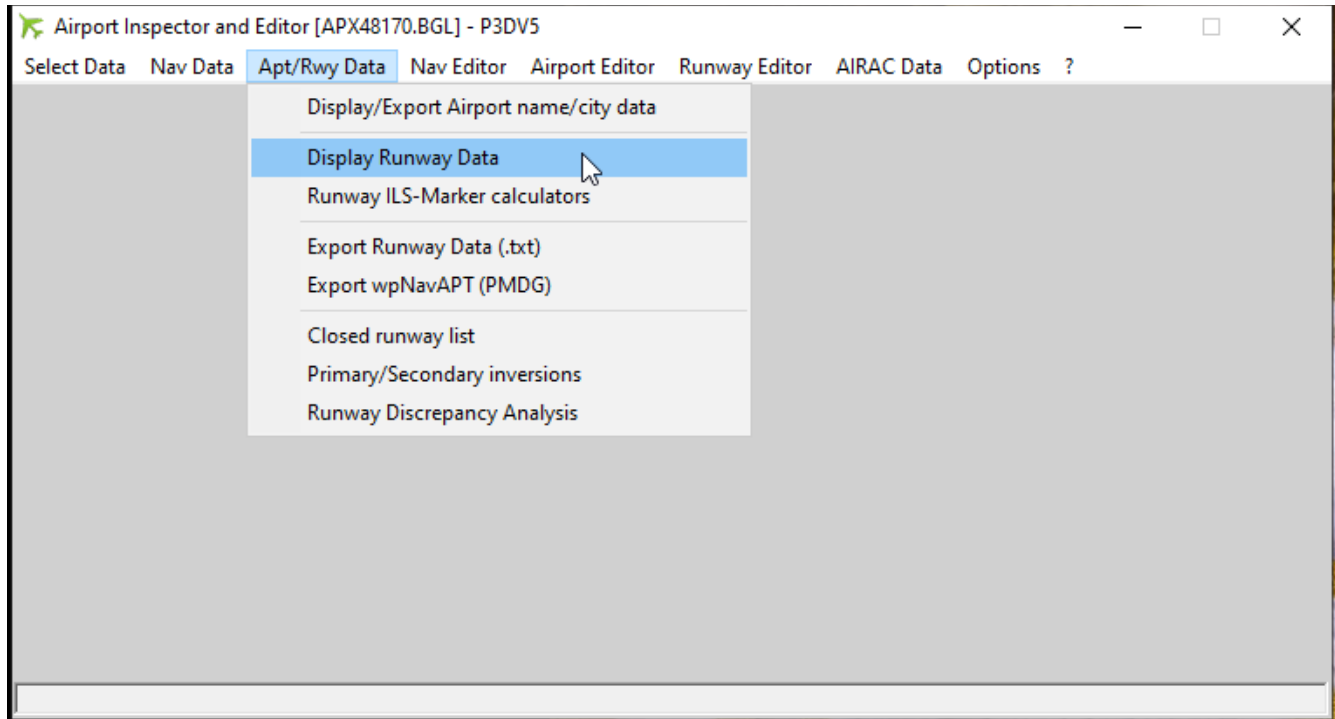 Airport Inspector and Editor [APX48170.BGL] - P3DV5
Select Data Nav Data Apt/Rwy Data Nav Editor Airport Editor Runway Editor AIRAC Data Options ?
Display/Export Airport name/city data
Display Runway Data
Runway ILS-Marker calculators
Export Runway Data (.txt)
Export wpNavAPT (PMDG)
Closed runway list
Primary/Secondary inversions
Runway Discrepancy Analysis